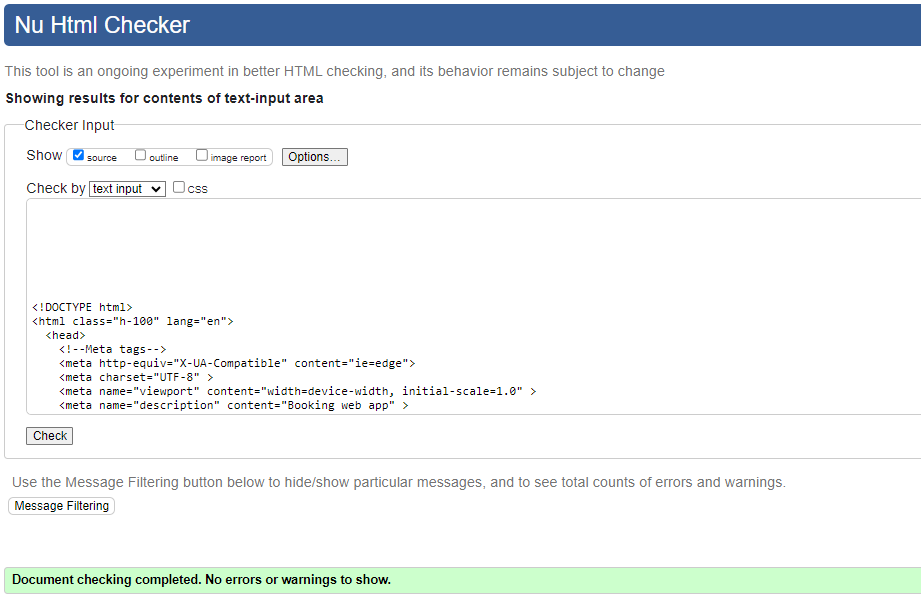 Nu Html Checker
This tool is an ongoing experiment in better HTML checking, and its behavior remains subject to change
Showing results for contents of text-input area
Checker Input
Show source outline image report Options...
Check by text input css
<!DOCTYPE html>
<html class="h-100" lang="en">
<head>
<!--Meta tags-->
<meta http-equiv="X-UA-Compatible" content="ie=edge">
<meta charset="UTF-8" >
<meta name="viewport" content="width=device-width, initial-scale=1.0" >
<meta name="description" content="Booking web app" >
Check
Use the Message Filtering button below to hide/show particular messages, and to see total counts of errors and warnings.
Message Filtering
Document checking completed. No errors or warnings to show.